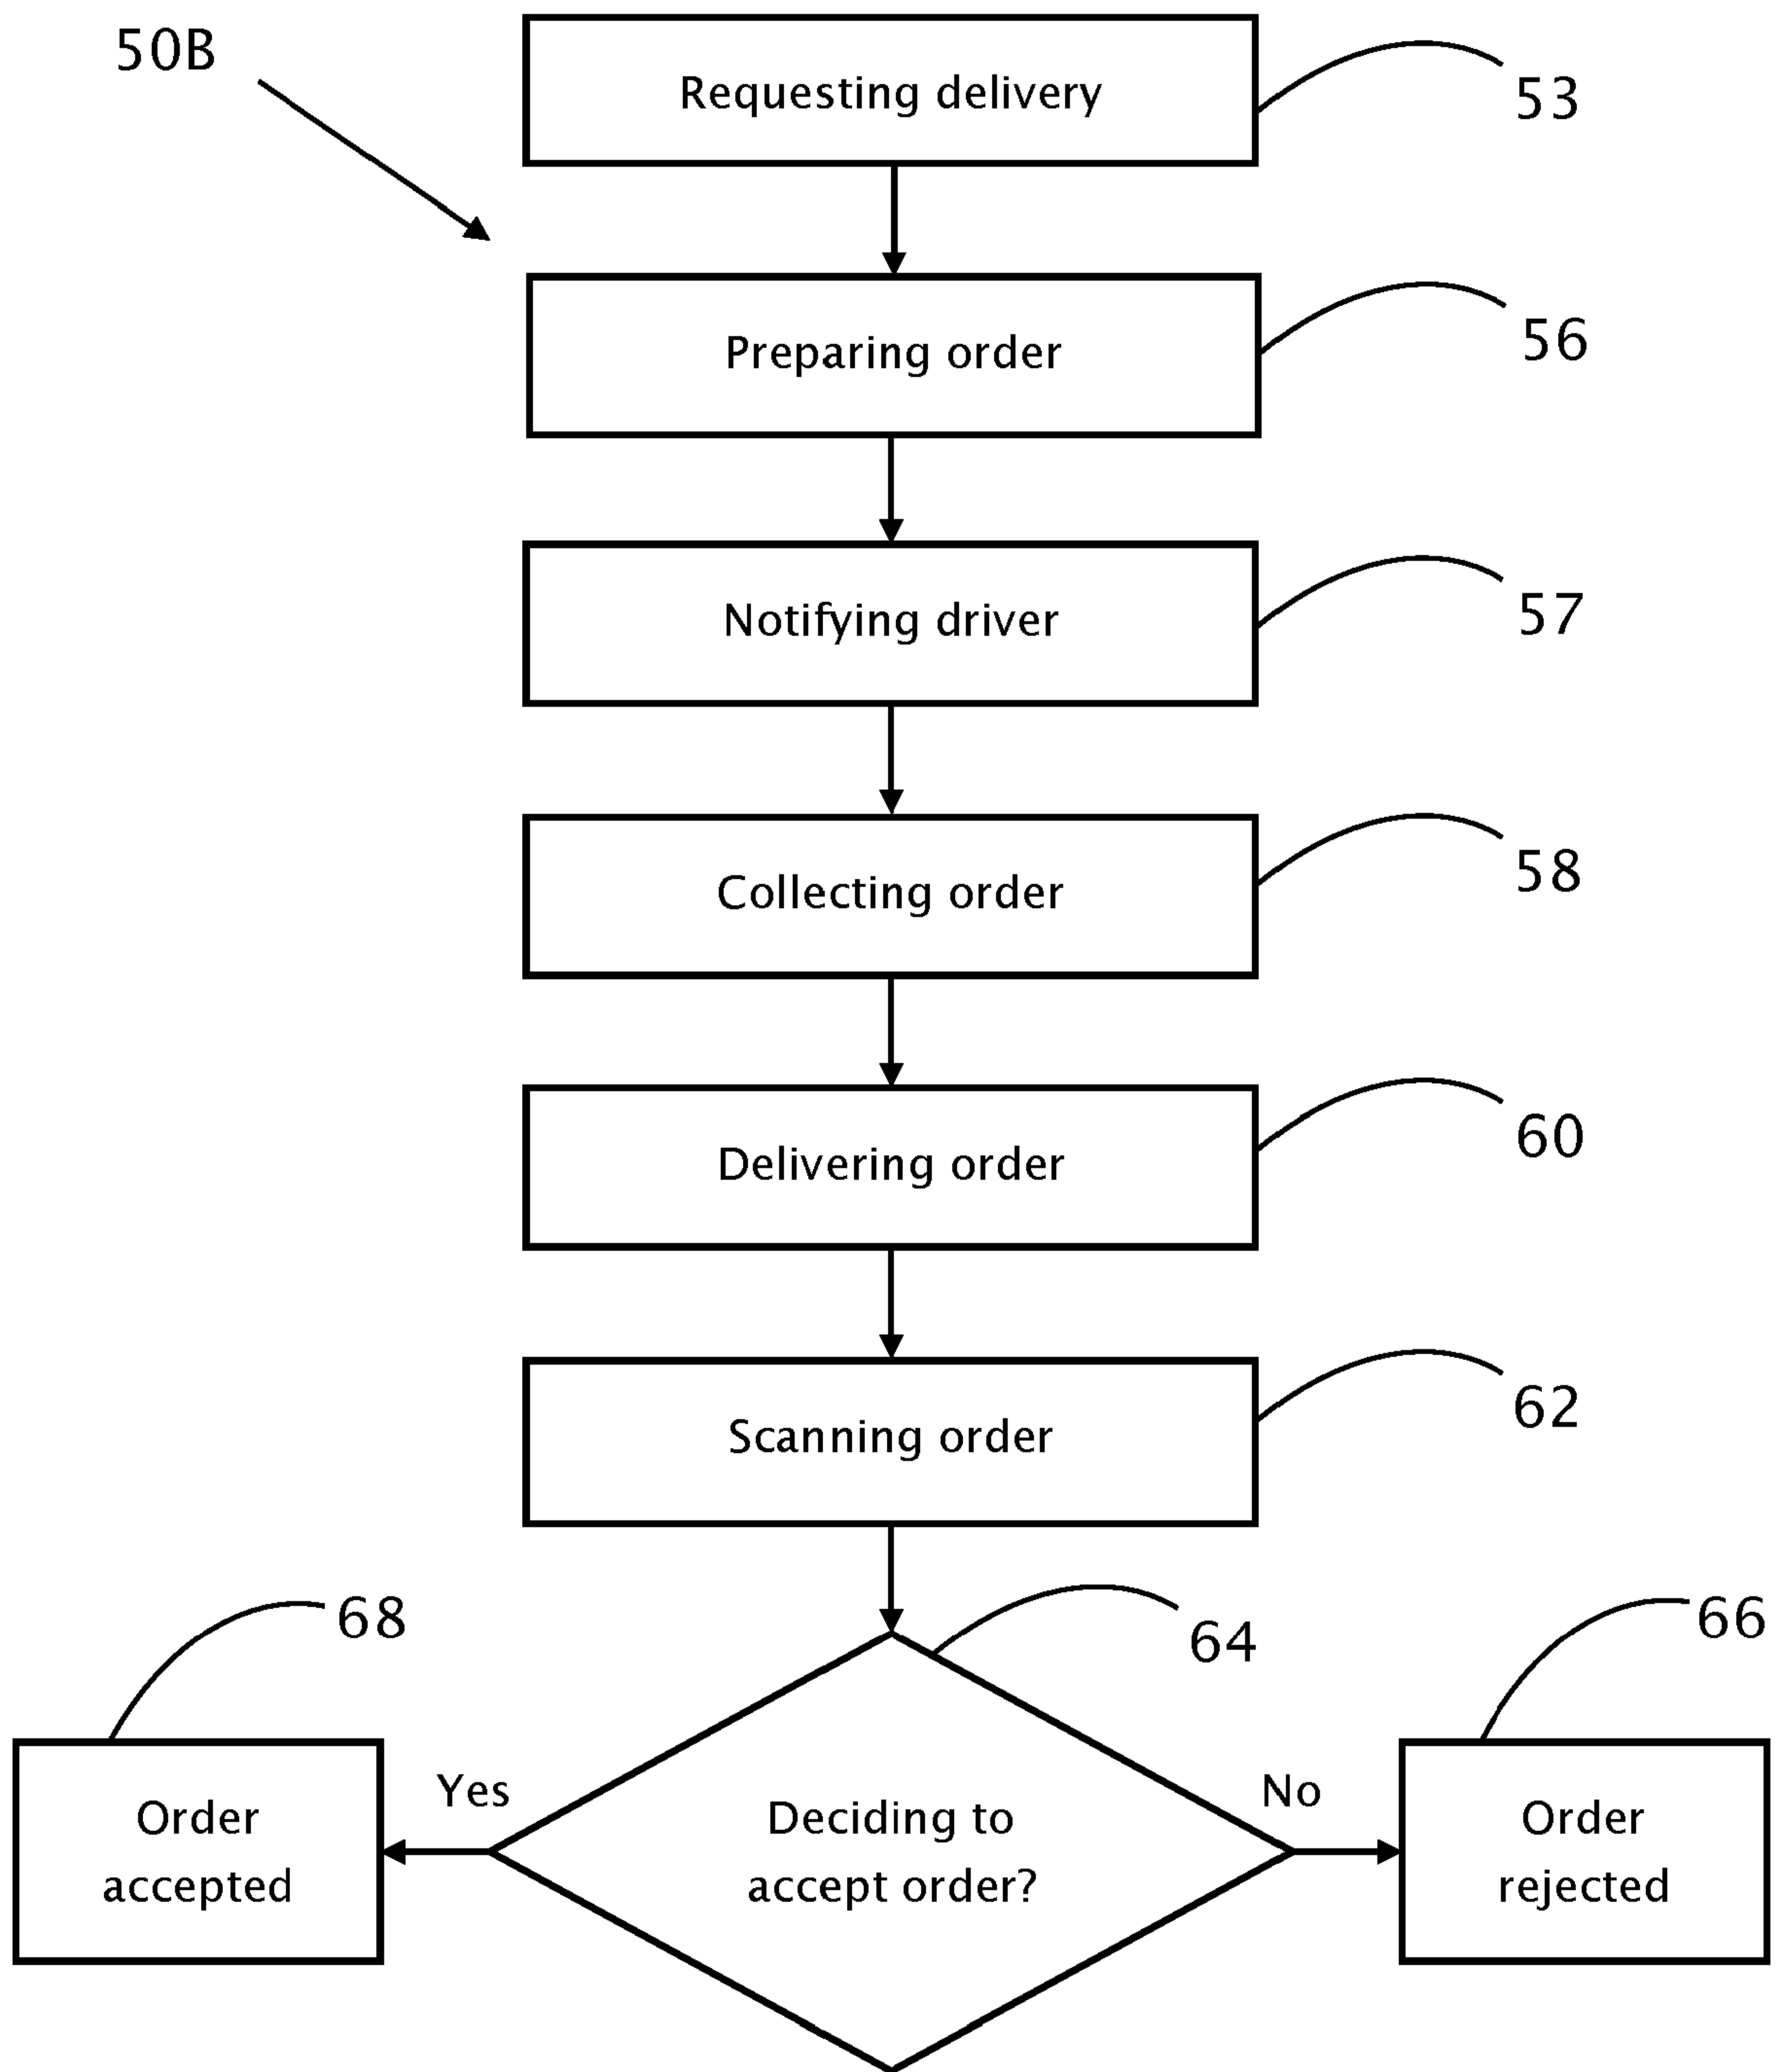 50B
Requesting delivery
53
Preparing order
56
Notifying driver
57
Collecting order
58
Delivering order
60
Scanning order
62
68
64
66
Order
accepted
Yes
Deciding to
accept order?
No
Order
rejected